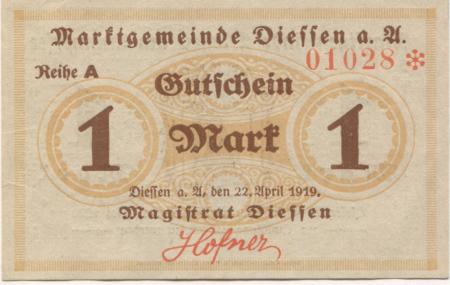 Marktgemeinde Diessen a. A.
01028 *
Reihe A
Gutschein
1 Mark 1
Diessen a. A, den 22. April 1919.
Magistrat Diessen
Hofner